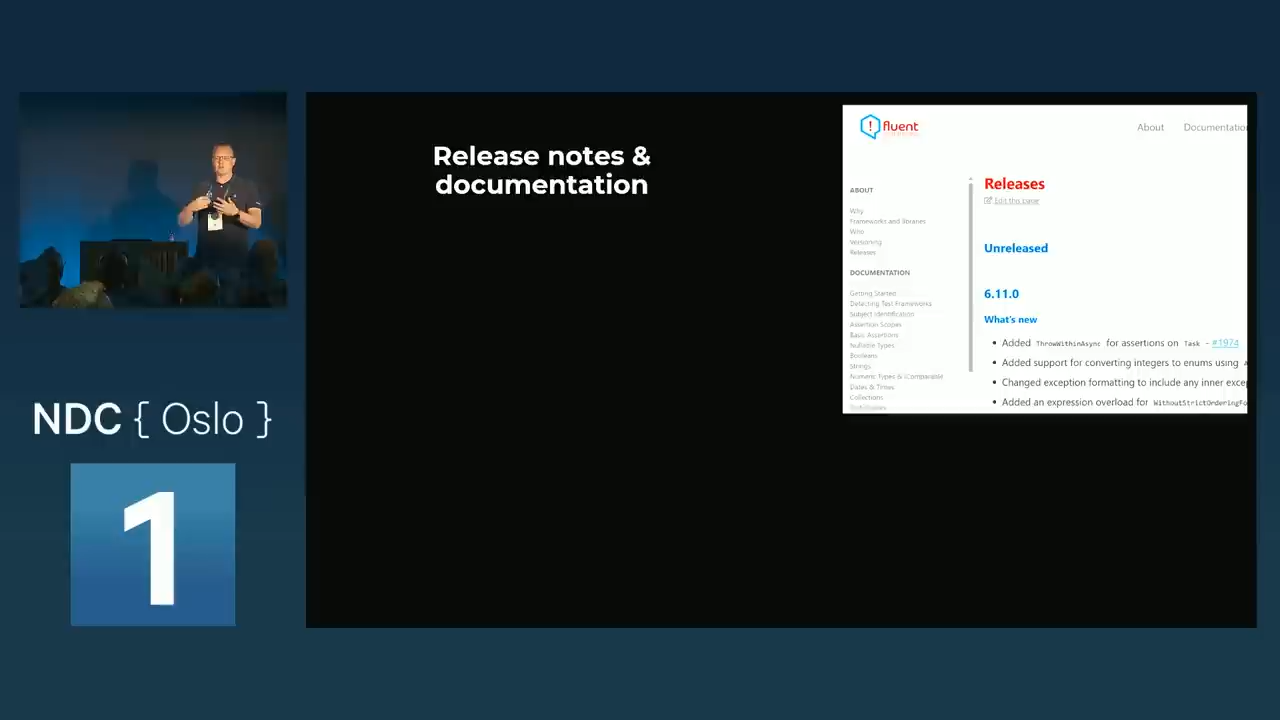 Release notes &
documentation
fluent
About
Documentatio
ABOUT
Why
Frameworks and libraries
Who
Versioning
Releases
DOCUMENTATION
Getting Started
Detecting Test Frameworks
Subject Identification
Assertion Scopes
Basic Assertions
Nullable Types
Booleans
Strings
Numeric Types & IComparable
Dates & Times
Collections
Releases
Edit this page
Unreleased
6.11.0
What's new
• Added ThrowWithinAsync for assertions on Task - #1974
• Added support for converting integers to enums using
• Changed exception formatting to include any inner exce
• Added an expression overload for WithoutStrictOrderingFo
NDC { Oslo }
1